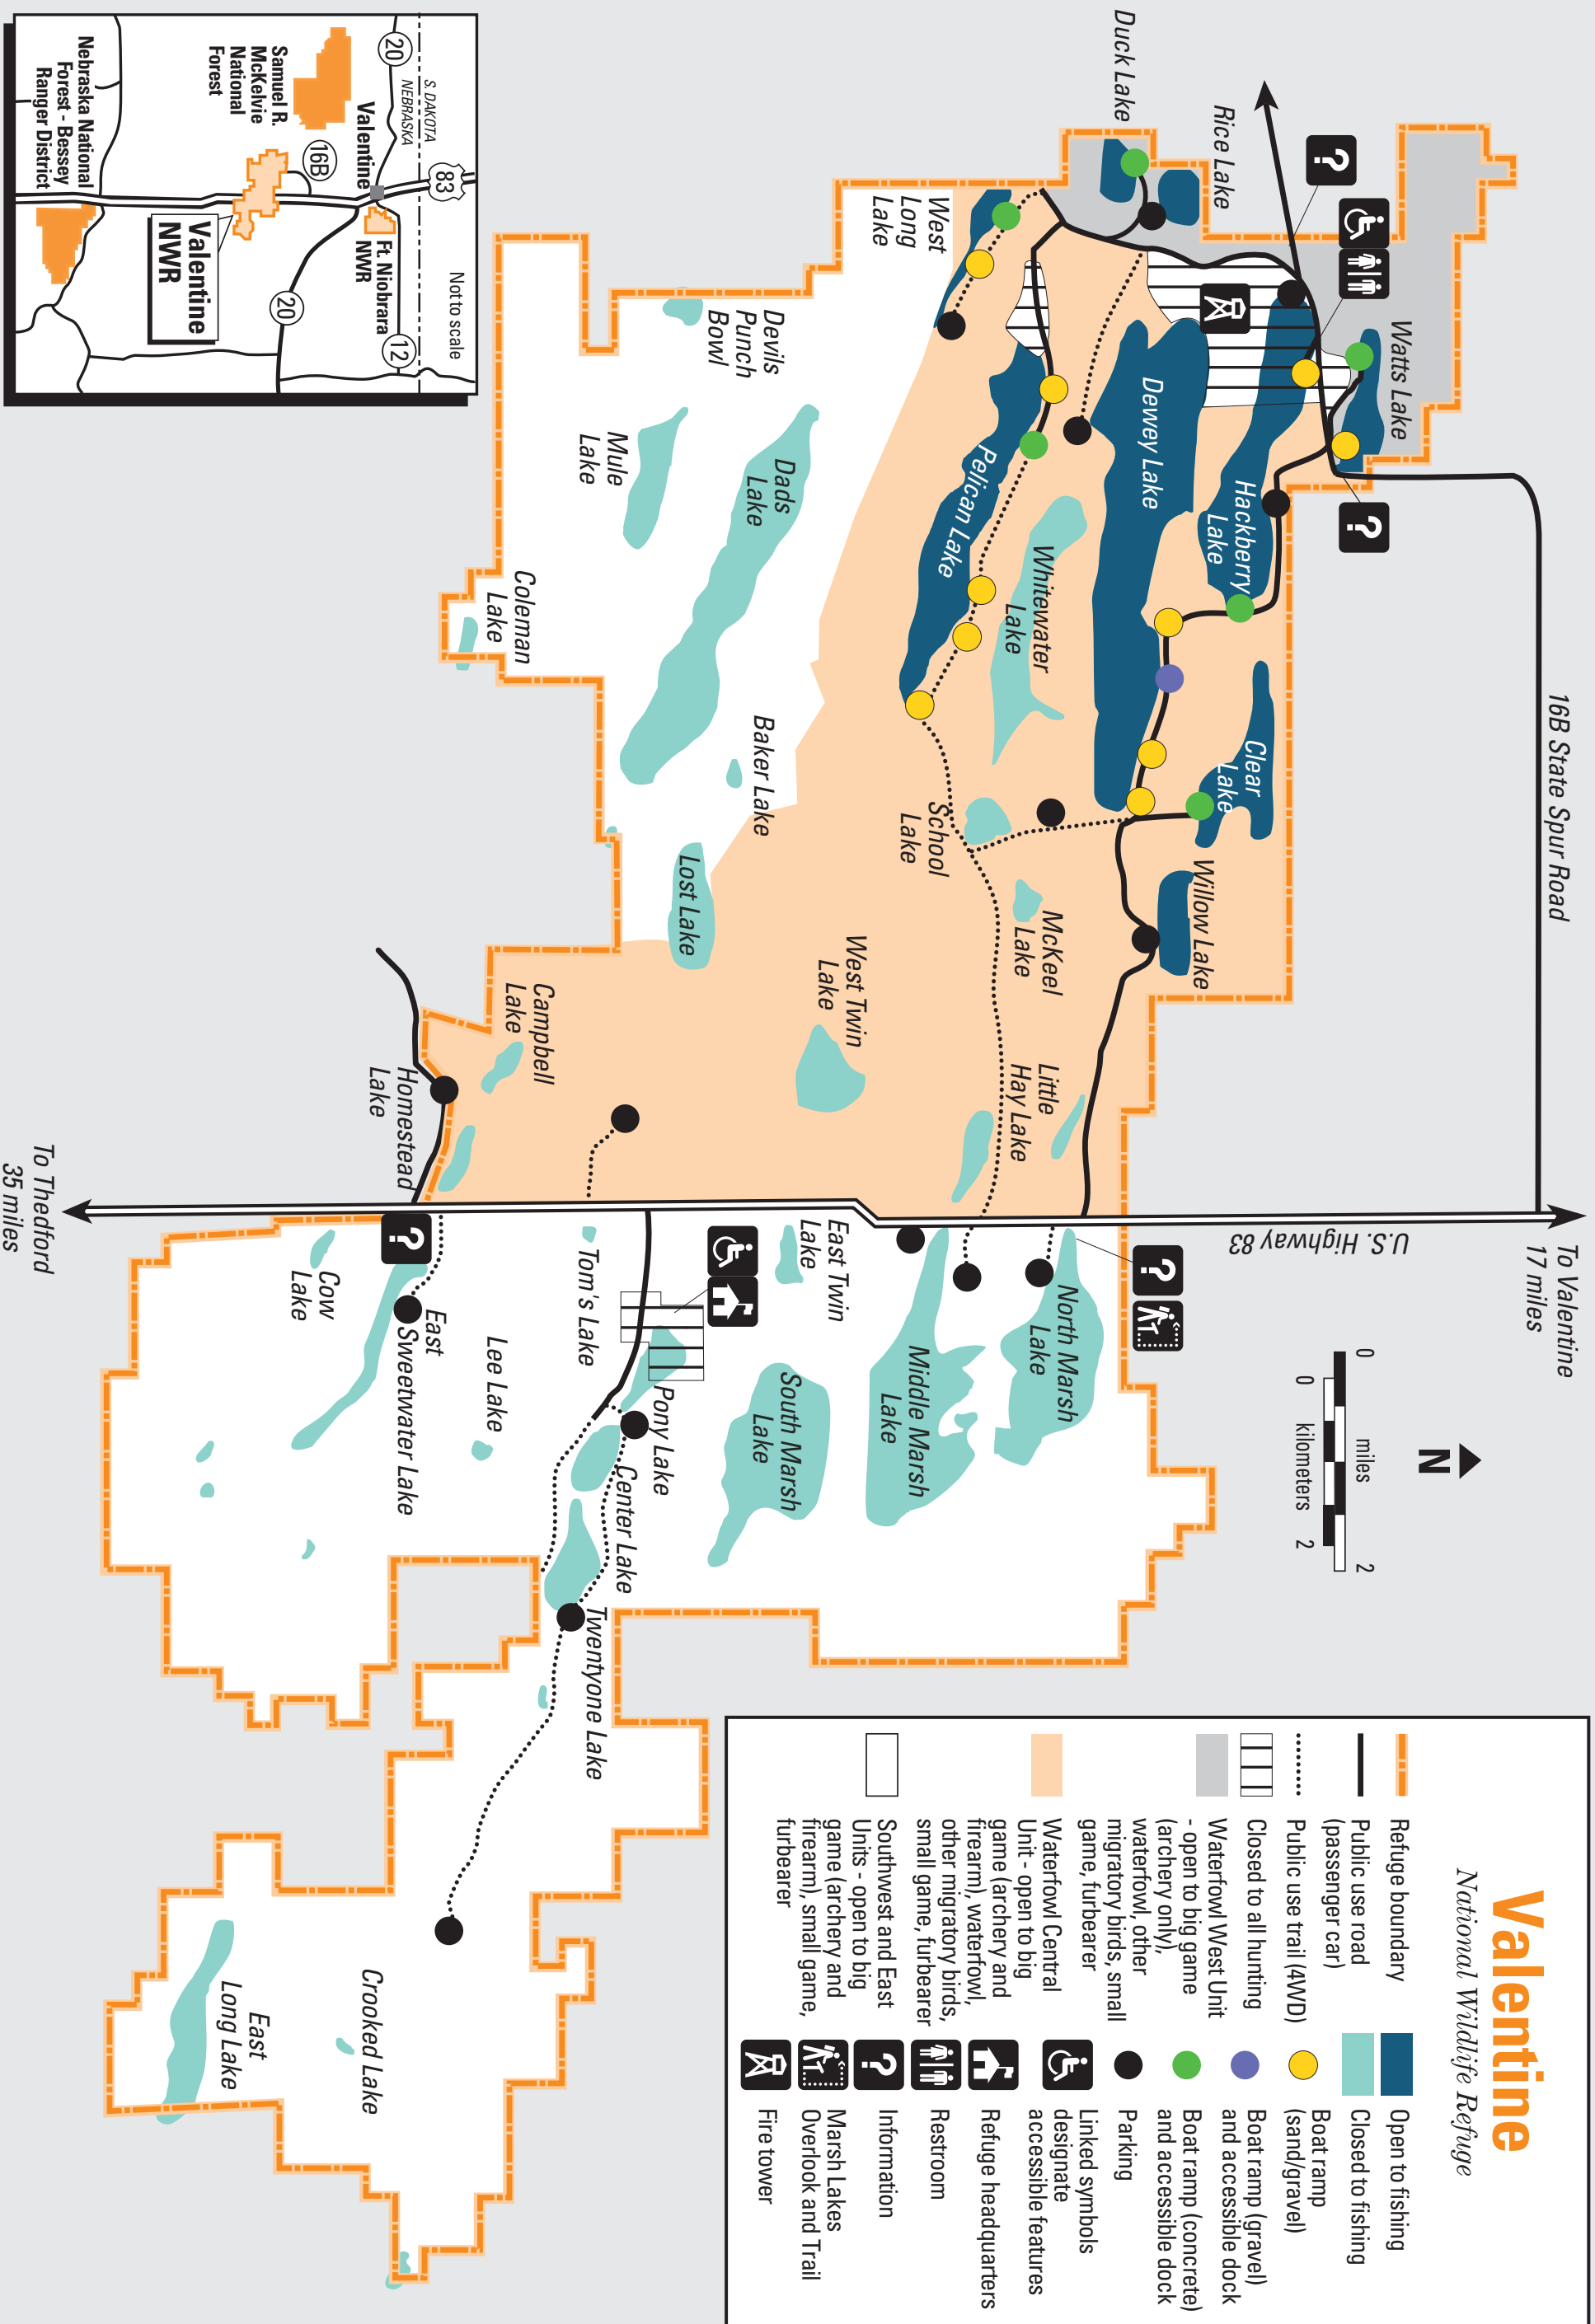 Valentine
National Wildlife Refuge
Refuge boundary
Public use road
(passenger car)
Public use trail (4WD)
Closed to all hunting
Waterfowl West Unit
- open to big game
(archery only),
waterfowl, other
migratory birds, small
game, furbearer
Waterfowl Central
Unit - open to big
game (archery and
firearm), waterfowl,
other migratory birds,
small game, furbearer
Southwest and East
Units - open to big
game (archery and
firearm), small game,
furbearer
Open to fishing
Closed to fishing
Boat ramp
(sand/gravel)
Boat ramp (gravel)
and accessible dock
Boat ramp (concrete)
and accessible dock
Parking
Linked symbols
designate
accessible features
Refuge headquarters
Restroom
Information
Marsh Lakes
Overlook and Trail
Fire tower
To Valentine
17 miles
0 miles 2
0 kilometers 2
N
16B State Spur Road
U.S. Highway 83
?
?
?
?
?
Duck Lake
Rice Lake
Watts Lake
West
Long
Lake
Hackberry
Lake
Dewey Lake
Clear
Lake
Willow Lake
Pelican Lake
Whitewater
Lake
School
Lake
McKeel
Lake
Little
Hay Lake
West Twin
Lake
Devils
Punch
Bowl
Dads
Lake
Mule
Lake
Baker Lake
Lost Lake
Coleman
Lake
Campbell
Lake
Homestead
Lake
North Marsh
Lake
Middle Marsh
Lake
South Marsh
Lake
East Twin
Lake
Tom's Lake
Pony Lake
Center Lake
Twentyone Lake
Lee Lake
East
Sweetwater Lake
Cow
Lake
Crooked Lake
East
Long Lake
To Thedford
35 miles
Not to scale
S. DAKOTA
NEBRASKA
83
20
12
Valentine
Ft. Niobrara
NWR
16B
20
Samuel R.
McKelvie
National
Forest
Valentine
NWR
Nebraska National
Forest - Bessey
Ranger District